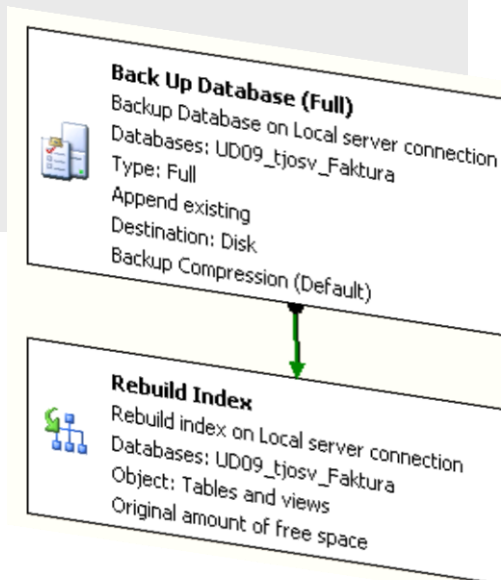 Back Up Database (Full)
Backup Database on Local server connection
Databases: UD09_tjosv_Faktura
Type: Full
Append existing
Destination: Disk
Backup Compression (Default)
Rebuild Index
Rebuild index on Local server connection
Databases: UD09_tjosv_Faktura
Object: Tables and views
Original amount of free space